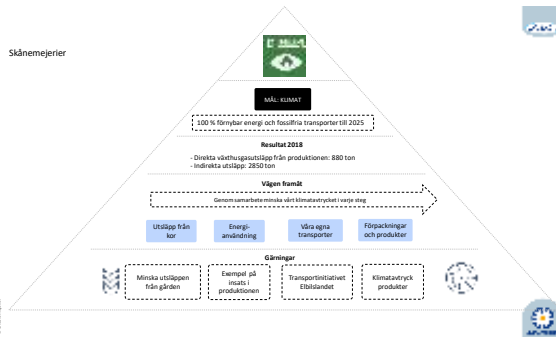 Skånemejerier
MÅL: KLIMAT
100 % förnybar energi och fossilfria transporter till 2025
Resultat 2018
- Direkta växthusgasutsläpp från produktionen: 880 ton
- Indirekta utsläpp: 2850 ton
Vägen framåt
Genom samarbete minska vårt klimatavtrycket i varje steg
Utsläpp från
kor
Energi-
användning
Våra egna
transporter
Förpackningar
och produkter
Gärningar
Minska utsläppen
från gården
Exempel på
insats i
produktionen
Transportinitiativet
Elbilslandet
Klimatavtryck
produkter